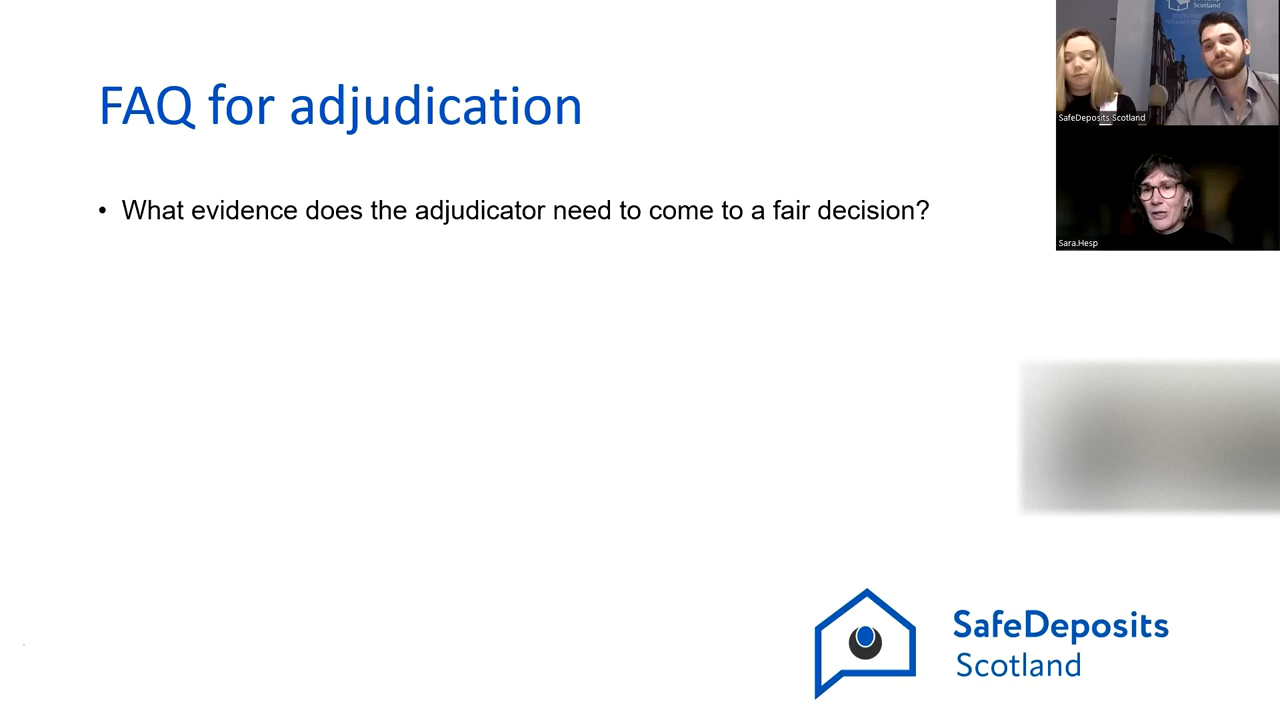 FAQ for adjudication
• What evidence does the adjudicator need to come to a fair decision?
Scotland
SafeDeposits Scotland
Sara.Hesp
SafeDeposits
Scotland